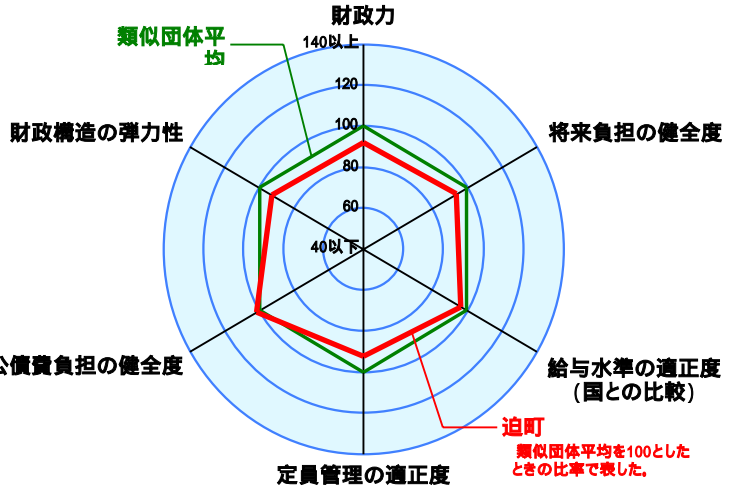 財政力
類似団体平
均
140以上
120
100
80
60
40以下
財政構造の弾力性
将来負担の健全度
公債費負担の健全度
給与水準の適正度
(国との比較)
定員管理の適正度
迫町
類似団体平均を100とした
ときの比率で表した。